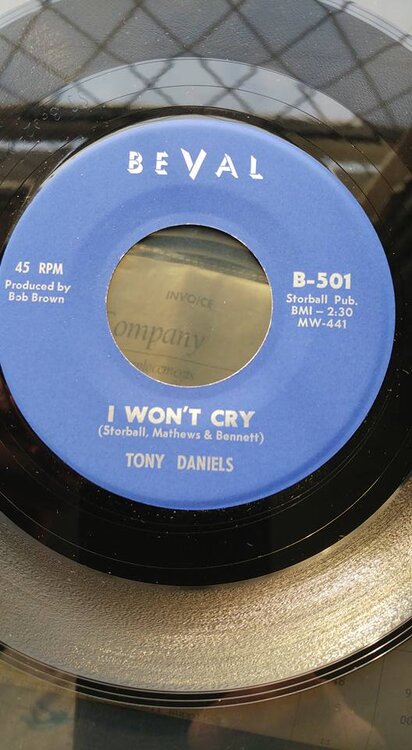 BEVAL
45 RPM
Produced by
Bob Brown
B-501
Storball Pub.
BMI – 2:30
MW-441
INVOICE
Company
I WON'T CRY
(Storball, Mathews & Bennett)
TONY DANIELS